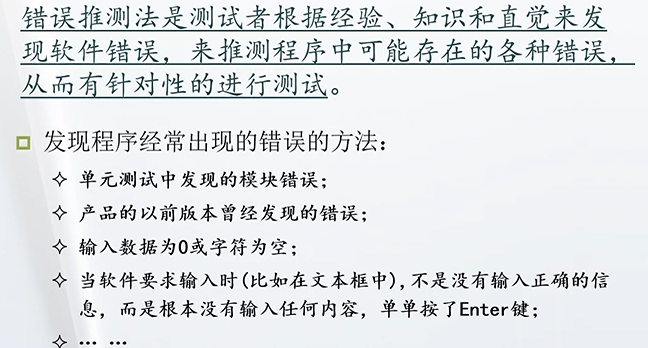 错误推测法是测试者根据经验、知识和直觉来发
现软件错误，来推测程序中可能存在的各种错误，
从而有针对性的进行测试。
发现程序经常出现的错误的方法：
单元测试中发现的模块错误；
产品的以前版本曾经发现的错误；
输入数据为0或字符为空；
当软件要求输入时(比如在文本框中),不是没有输入正确的信
息，而是根本没有输入任何内容，单单按了Enter键；
… …